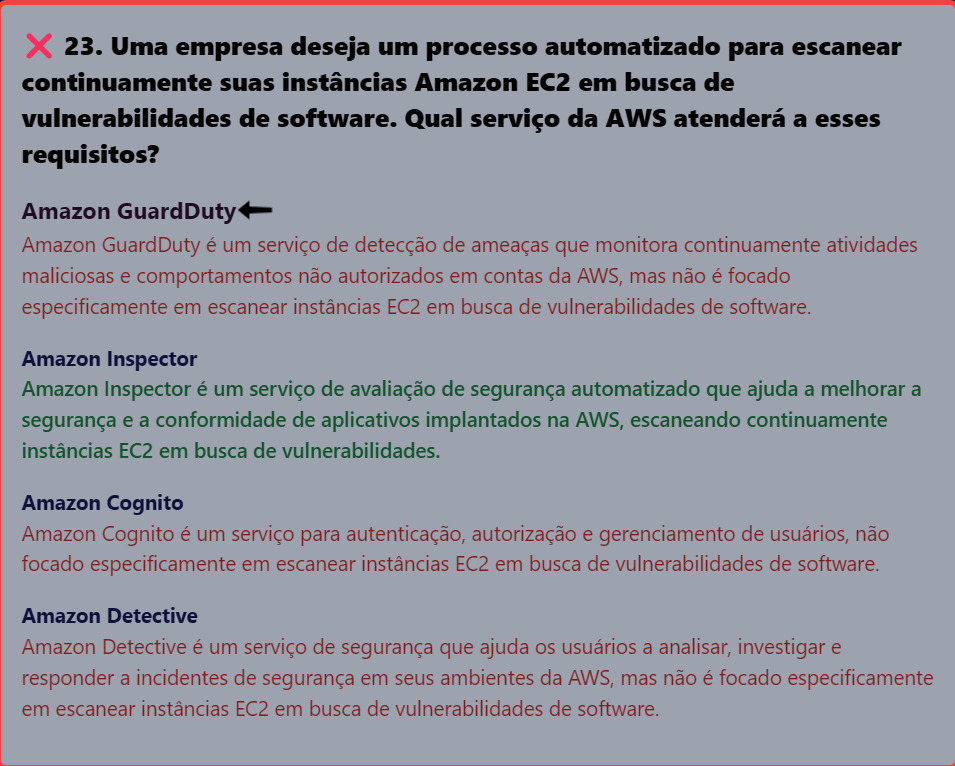 ❌ 23. Uma empresa deseja um processo automatizado para escanear
continuamente suas instâncias Amazon EC2 em busca de
vulnerabilidades de software. Qual serviço da AWS atenderá a esses
requisitos?
Amazon GuardDuty
Amazon GuardDuty é um serviço de detecção de ameaças que monitora continuamente atividades
maliciosas e comportamentos não autorizados em contas da AWS, mas não é focado
especificamente em escanear instâncias EC2 em busca de vulnerabilidades de software.
Amazon Inspector
Amazon Inspector é um serviço de avaliação de segurança automatizado que ajuda a melhorar a
segurança e a conformidade de aplicativos implantados na AWS, escaneando continuamente
instâncias EC2 em busca de vulnerabilidades.
Amazon Cognito
Amazon Cognito é um serviço para autenticação, autorização e gerenciamento de usuários, não
focado especificamente em escanear instâncias EC2 em busca de vulnerabilidades de software.
Amazon Detective
Amazon Detective é um serviço de segurança que ajuda os usuários a analisar, investigar e
responder a incidentes de segurança em seus ambientes da AWS, mas não é focado especificamente
em escanear instâncias EC2 em busca de vulnerabilidades de software.